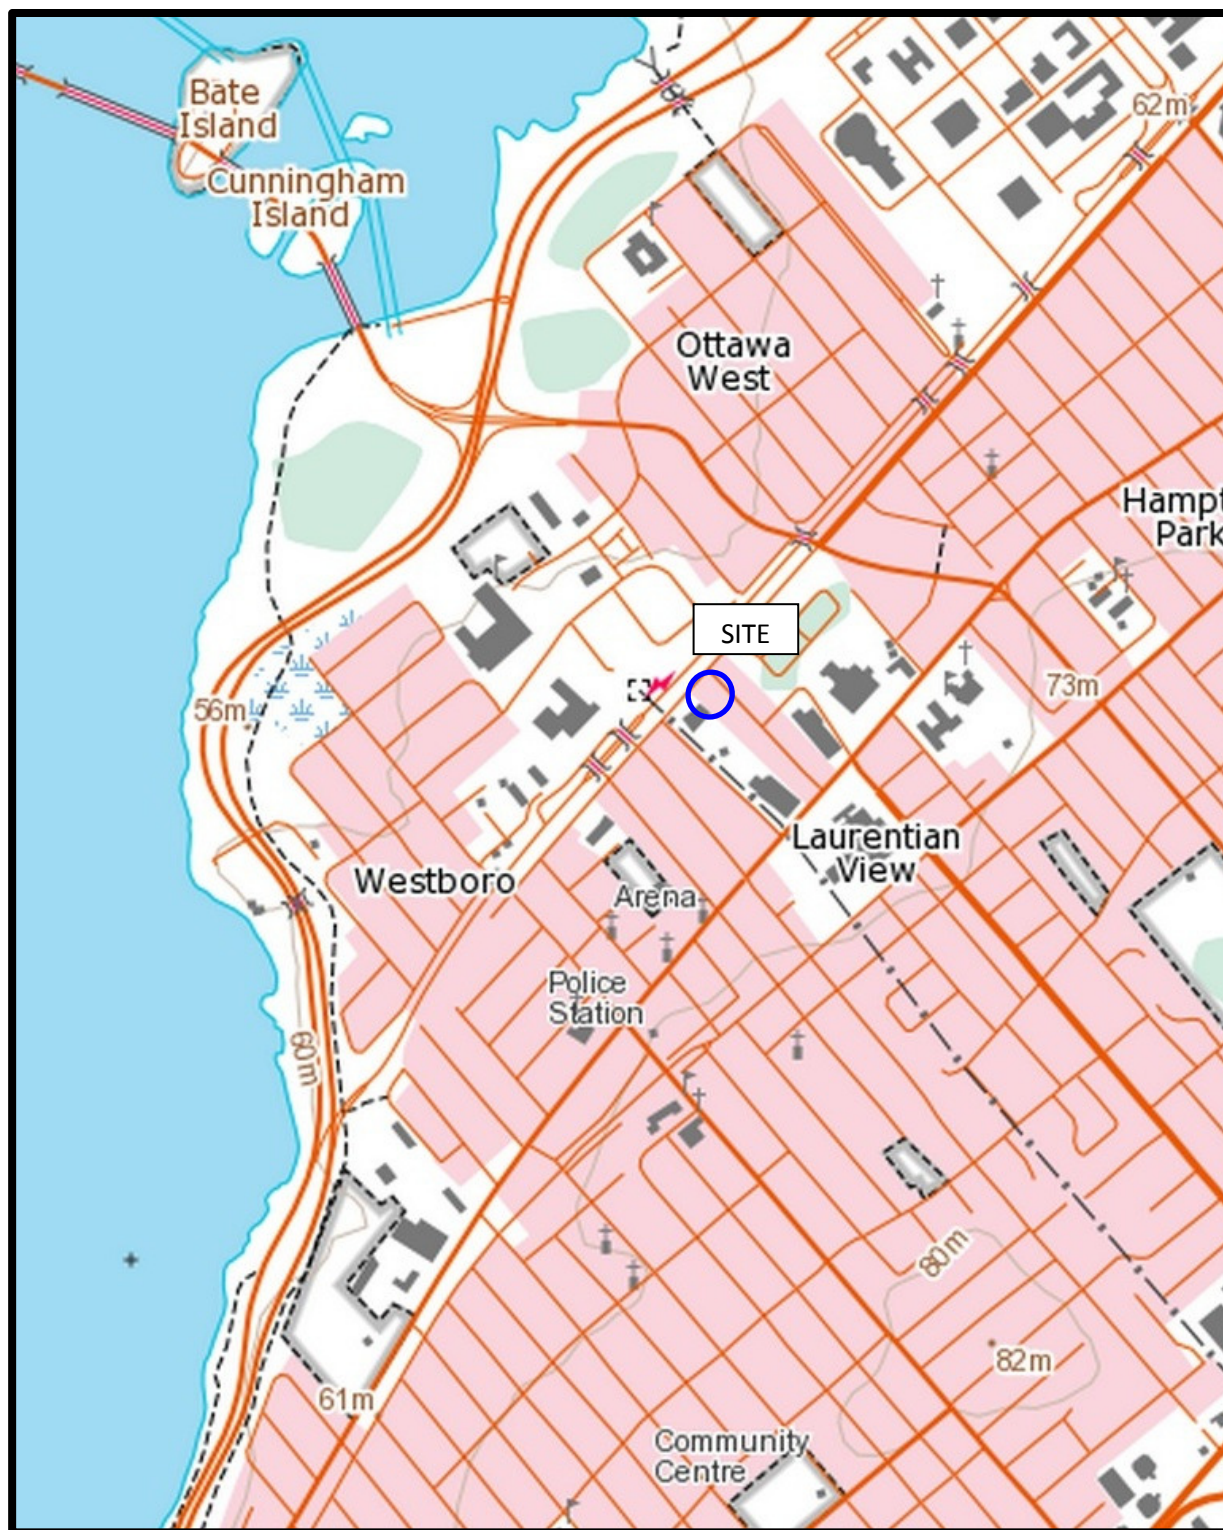 Bate
Island
62m
Cunningham
Island
Ottawa
West
Hampt
Park
SITE
73m
56m
Laurentian
View
Westboro
Arena
Police
Station
60m
80m
82m
61m
Community
Centre